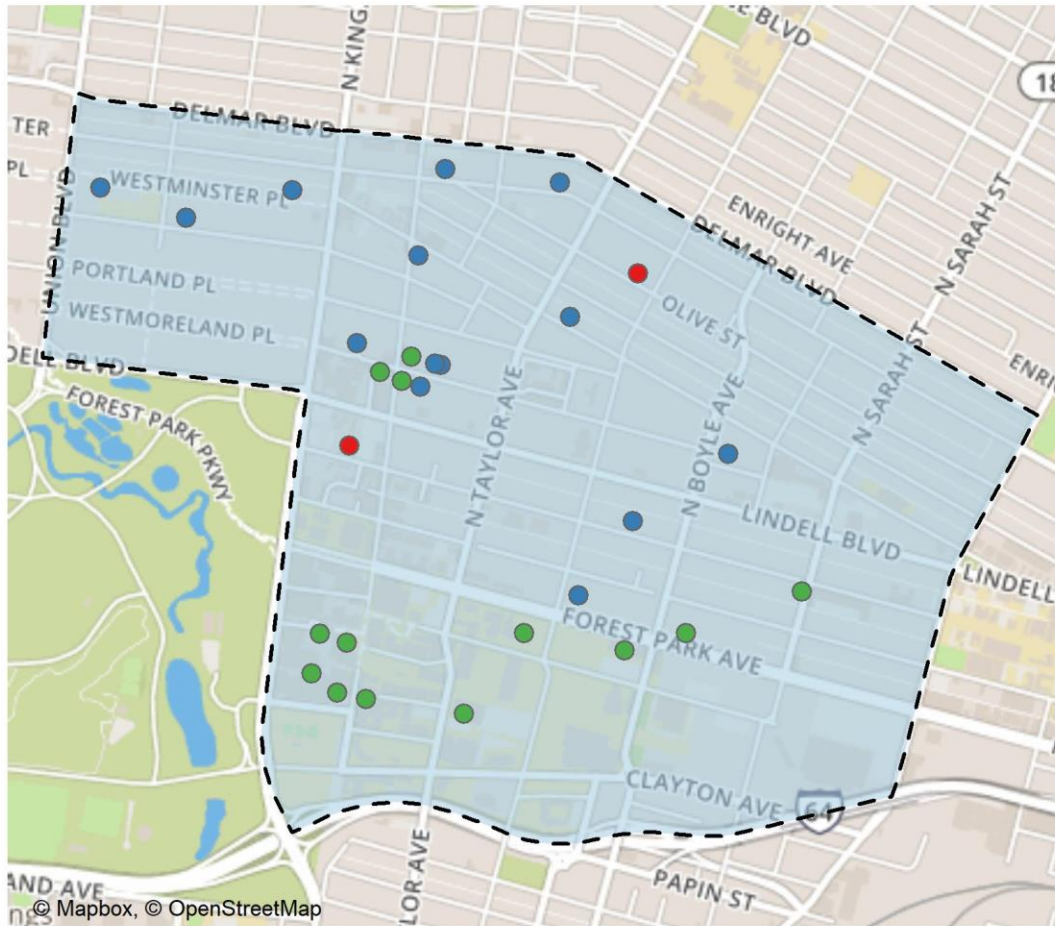 E BLVD
N KING
18
DELMAR BLVD
TER
PL
WESTMINSTER PL
ENRIGHT AVE
N SARAH ST
DELMAR BLVD
UNION BLVD
PORTLAND PL
OLIVE ST
WESTMORELAND PL
DELL BLVD
ENRI
N SARAH ST
FOREST PARK PKWY
N TAYLOR AVE
N BOYLE AVE
LINDELL BLVD
LINDELL
FOREST PARK AVE
CLAYTON AVE
64
LOR AVE
PAPIN ST
AND AVE
ngs
© Mapbox, © OpenStreetMap